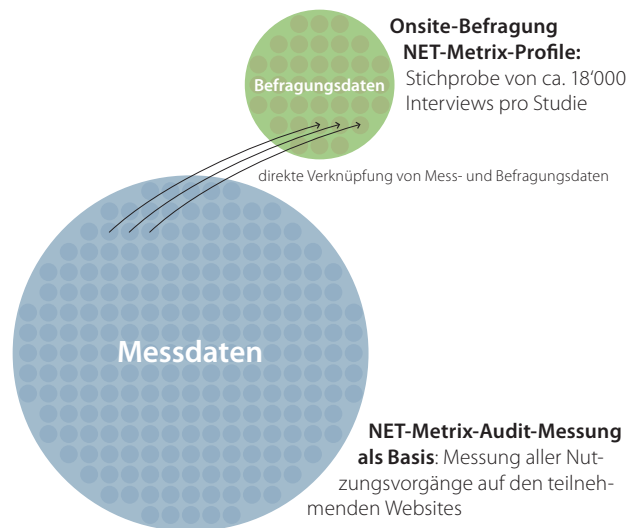 Onsite-Befragung
NET-Metrix-Profile:
Stichprobe von ca. 18‘000
Interviews pro Studie
Befragungsdaten
direkte Verknüpfung von Mess- und Befragungsdaten
Messdaten
NET-Metrix-Audit-Messung
als Basis: Messung aller Nut-
zungsvorgänge auf den teilneh-
menden Websites